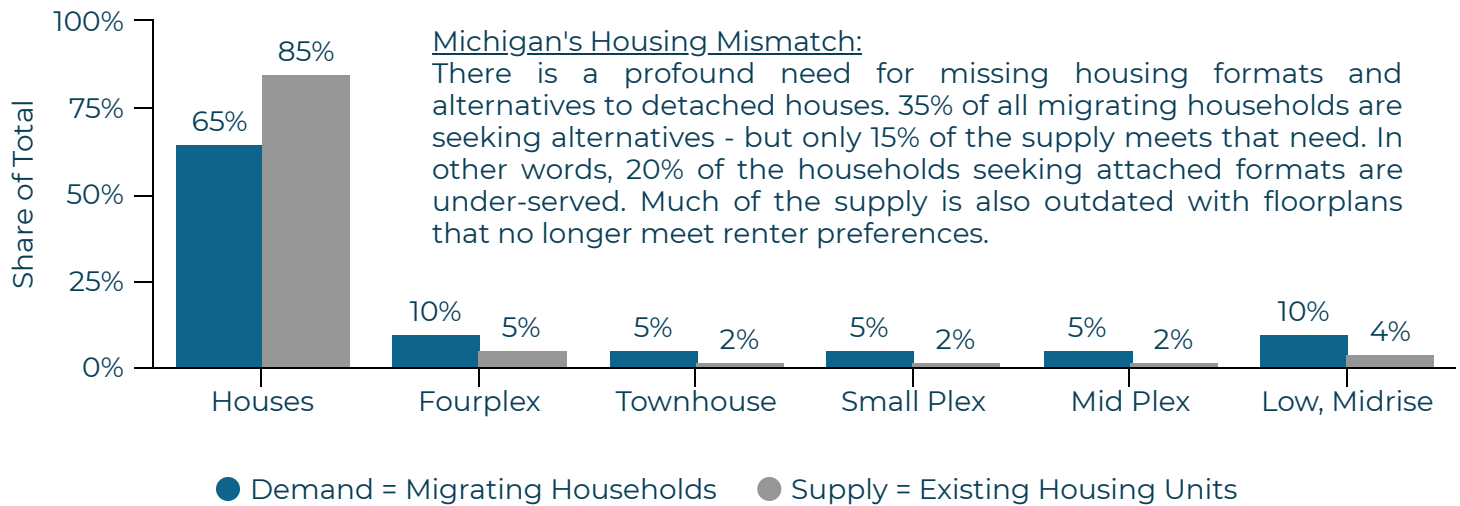 100%
75%
50%
25%
0%
Share of Total
65%
85%
Michigan's Housing Mismatch:
There is a profound need for missing housing formats and
alternatives to detached houses. 35% of all migrating households are
seeking alternatives - but only 15% of the supply meets that need. In
other words, 20% of the households seeking attached formats are
under-served. Much of the supply is also outdated with floorplans
that no longer meet renter preferences.
10%
5%
5%
2%
5%
2%
5%
2%
10%
4%
Houses
Fourplex
Townhouse
Small Plex
Mid Plex
Low, Midrise
Demand = Migrating Households
Supply = Existing Housing Units